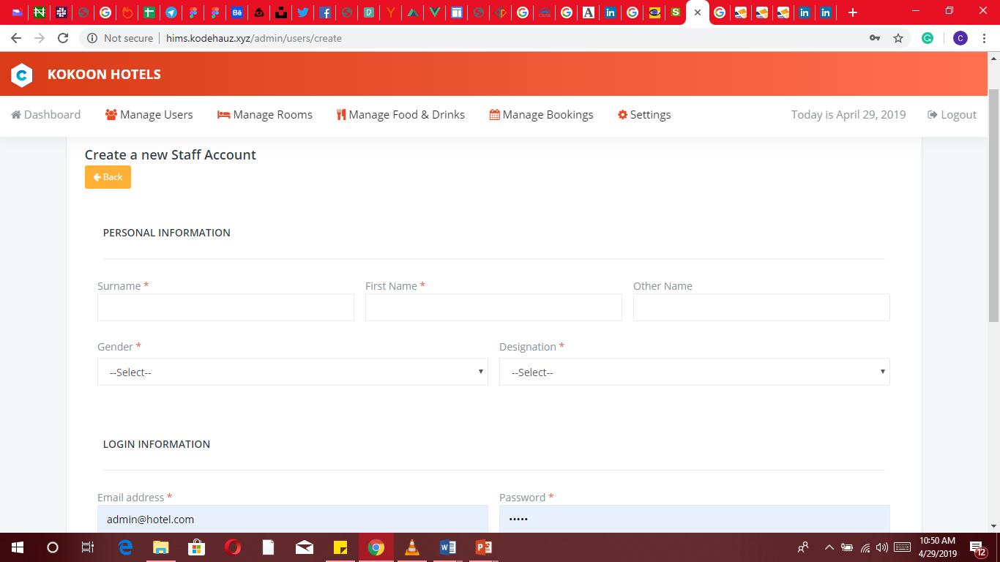 Not secure | hims.kodehauz.xyz/admin/users/create
KOKOON HOTELS
Dashboard Manage Users Manage Rooms Manage Food & Drinks Manage Bookings Settings Today is April 29, 2019 Logout
Create a new Staff Account
Back
PERSONAL INFORMATION
Surname * First Name * Other Name
Gender * Designation *
--Select-- --Select--
LOGIN INFORMATION
Email address * Password *
admin@hotel.com •••••
10:50 AM
4/29/2019
12